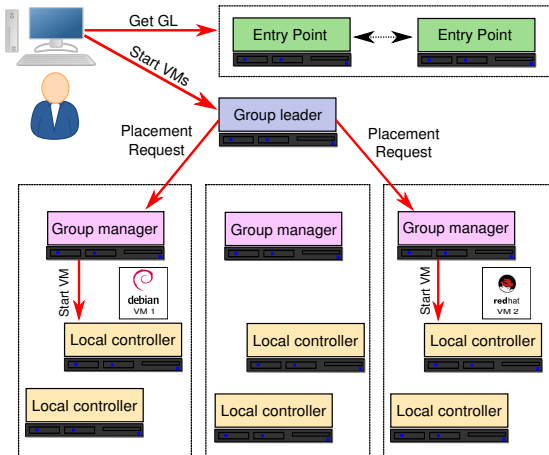 Get GL
Entry Point
Entry Point
Start VMs
Group leader
Placement
Request
Placement
Request
Group manager
Group manager
Group manager
Start VM
debian
VM 1
Start VM
redhat
VM 2
Local controller
Local controller
Local controller
Local controller
Local controller
Local controller